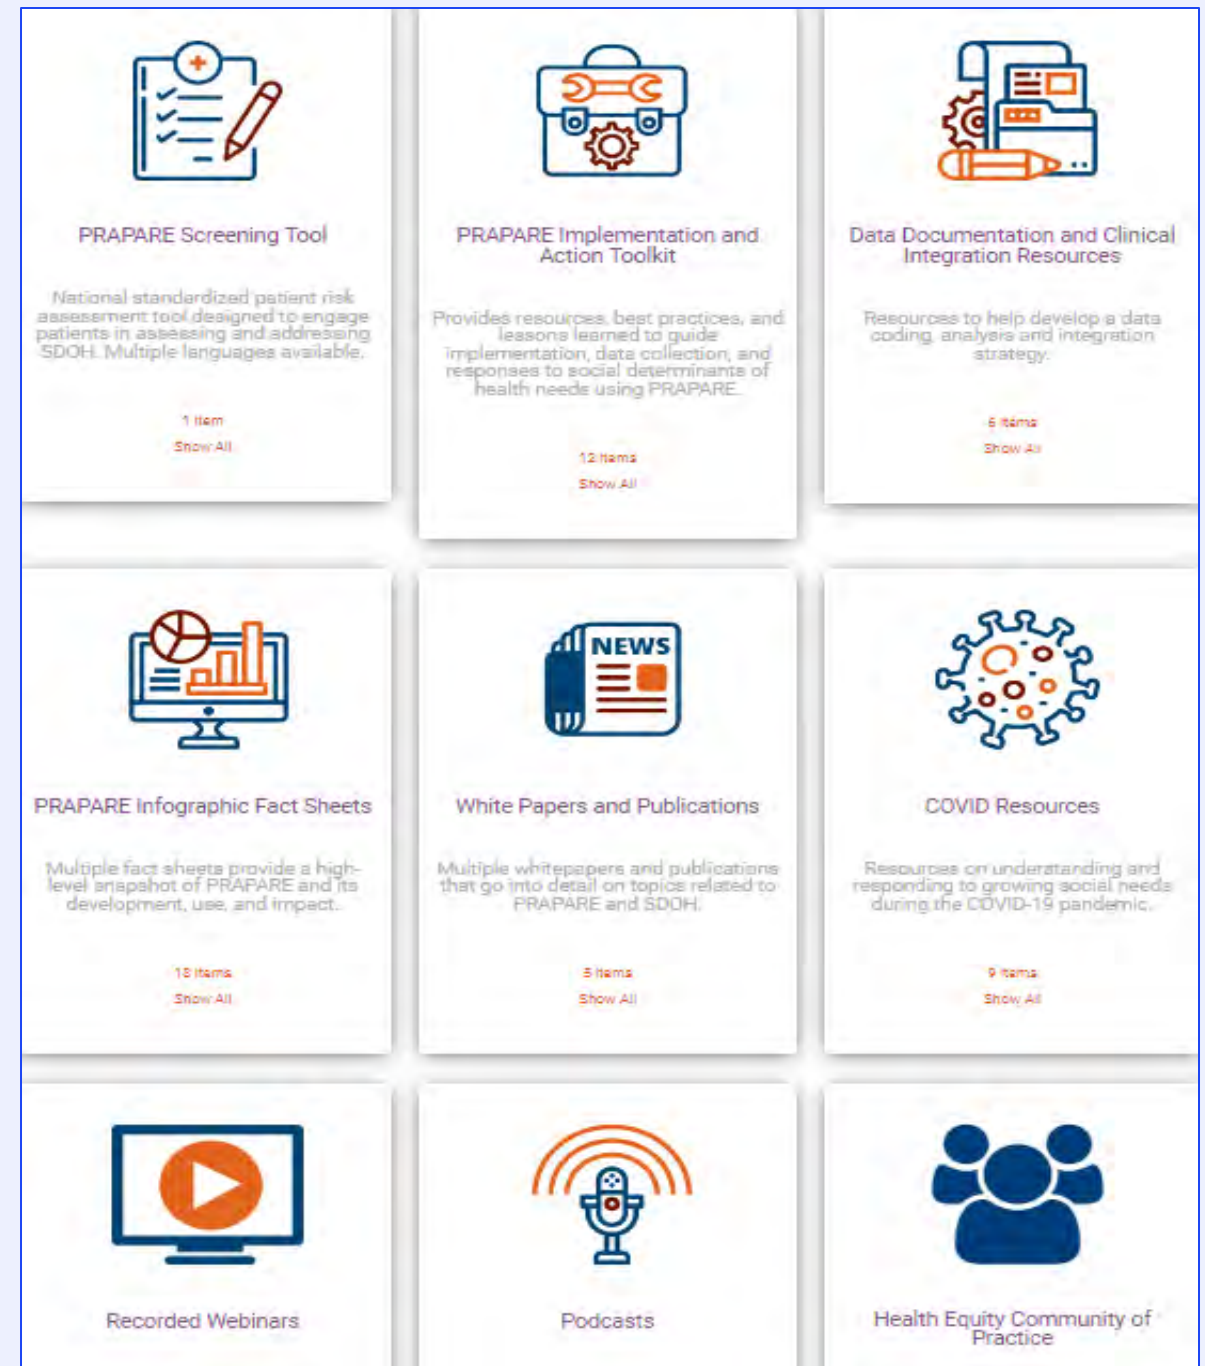 PRAPARE Screening Tool
National standardized patient risk
assessment tool designed to engage
patients in assessing and addressing
SDOH. Multiple languages available.
1 Item
Show All
PRAPARE Implementation and
Action Toolkit
Provides resources, best practices, and
lessons learned to guide
implementation, data collection, and
responses to social determinants of
health needs using PRAPARE.
12 Items
Show All
Data Documentation and Clinical
Integration Resources
Resources to help develop a data
coding, analysis and integration
strategy.
Items
Show All
PRAPARE Infographic Fact Sheets
Multiple fact sheets provide a high-
level snapshot of PRAPARE and its
development, use, and impact.
Items
Show All
NEWS
White Papers and Publications
Multiple whitepapers and publications
that go into detail on topics related to
PRAPARE and SDOH.
5 Items
Show All
COVID Resources
Resources on understanding and
responding to growing social needs
during the COVID-19 pandemic.
9 Items
Show All
Recorded Webinars
Podcasts
Health Equity Community of
Practice